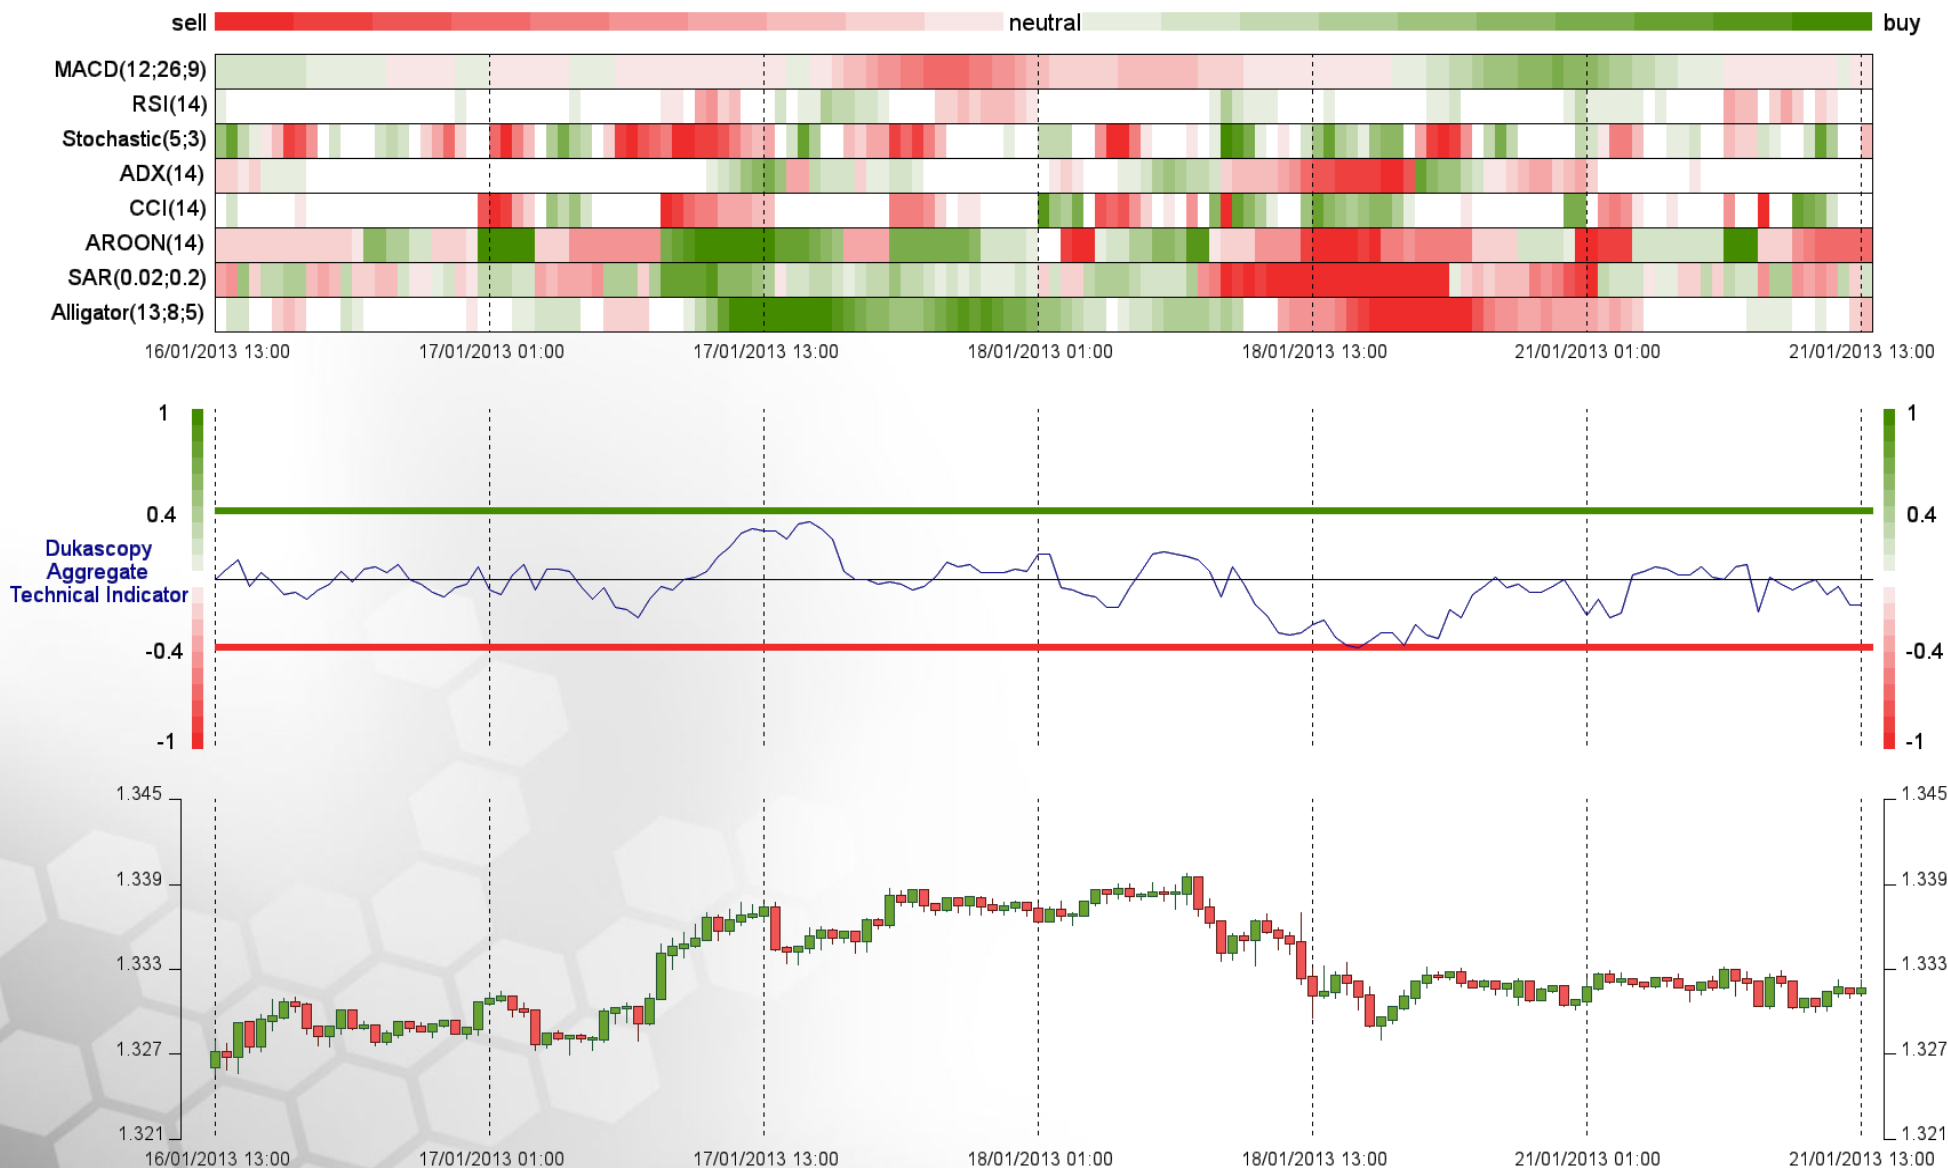 sell neutral buy
MACD(12;26;9)
RSI(14)
Stochastic(5;3)
ADX(14)
CCI(14)
AROON(14)
SAR(0.02;0.2)
Alligator(13;8;5)
16/01/2013 13:00 17/01/2013 01:00 17/01/2013 13:00 18/01/2013 01:00 18/01/2013 13:00 21/01/2013 01:00 21/01/2013 13:00
1 1
0.4 0.4
Dukascopy
Aggregate
Technical Indicator
-0.4 -0.4
-1 -1
1.345 1.345
1.339 1.339
1.333 1.333
1.327 1.327
1.321 1.321
16/01/2013 13:00 17/01/2013 01:00 17/01/2013 13:00 18/01/2013 01:00 18/01/2013 13:00 21/01/2013 01:00 21/01/2013 13:00